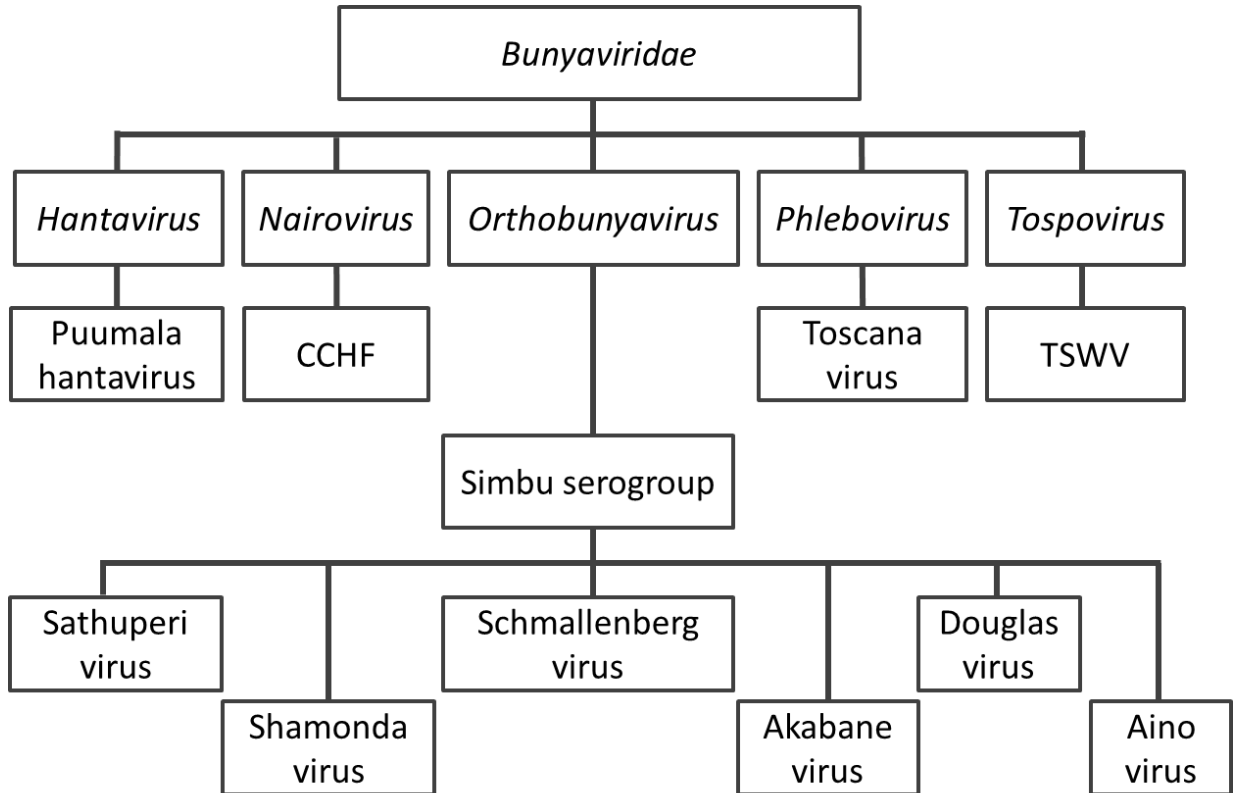 Bunyaviridae
Hantavirus
Nairovirus
Orthobunyavirus
Phlebovirus
Tospovirus
Puumala
hantavirus
CCHF
Toscana
virus
TSWV
Simbu serogroup
Sathuperi
virus
Schmallenberg
virus
Douglas
virus
Shamonda
virus
Akabane
virus
Aino
virus